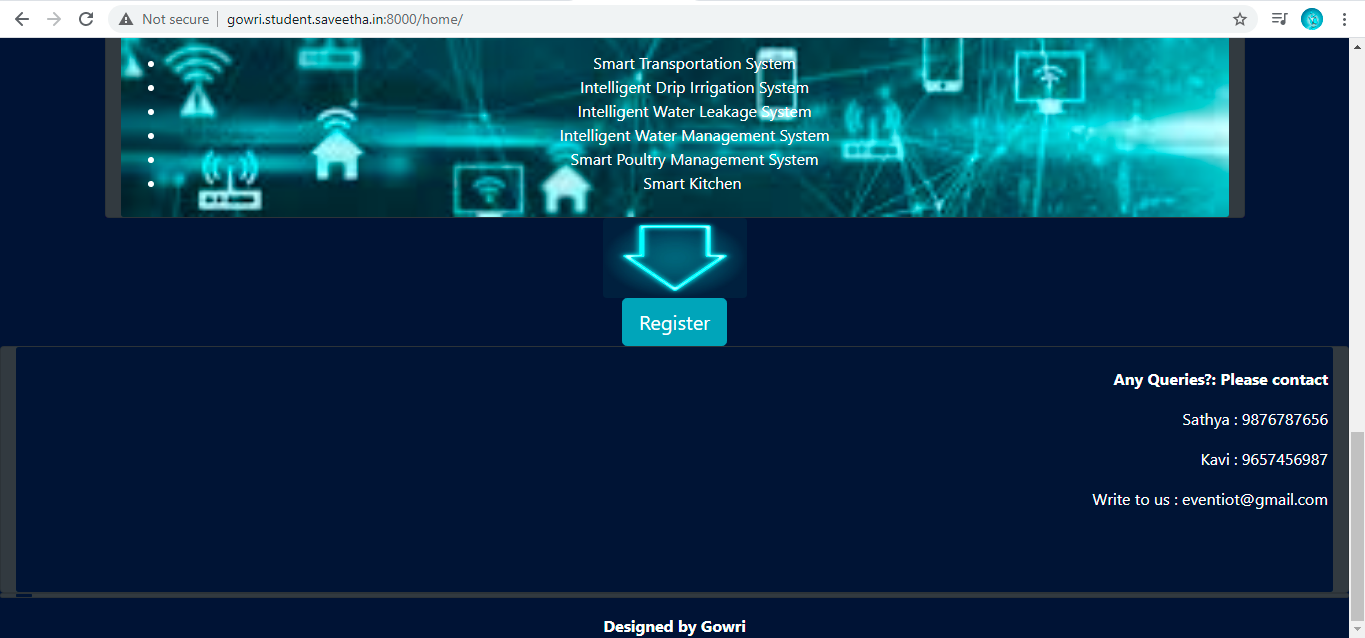 Not secure
gowri.student.saveetha.in:8000/home/
Smart Transportation System
Intelligent Drip Irrigation System
Intelligent Water Leakage System
Intelligent Water Management System
Smart Poultry Management System
Smart Kitchen
Register
Any Queries?: Please contact
Sathya : 9876787656
Kavi : 9657456987
Write to us : eventiot@gmail.com
Designed by Gowri